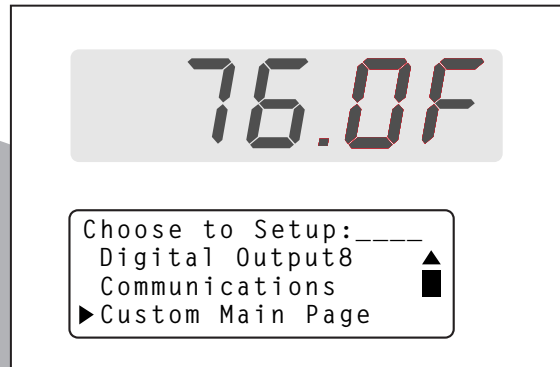 76.0F
Choose to Setup:____
Digital Output8
Communications
Custom Main Page